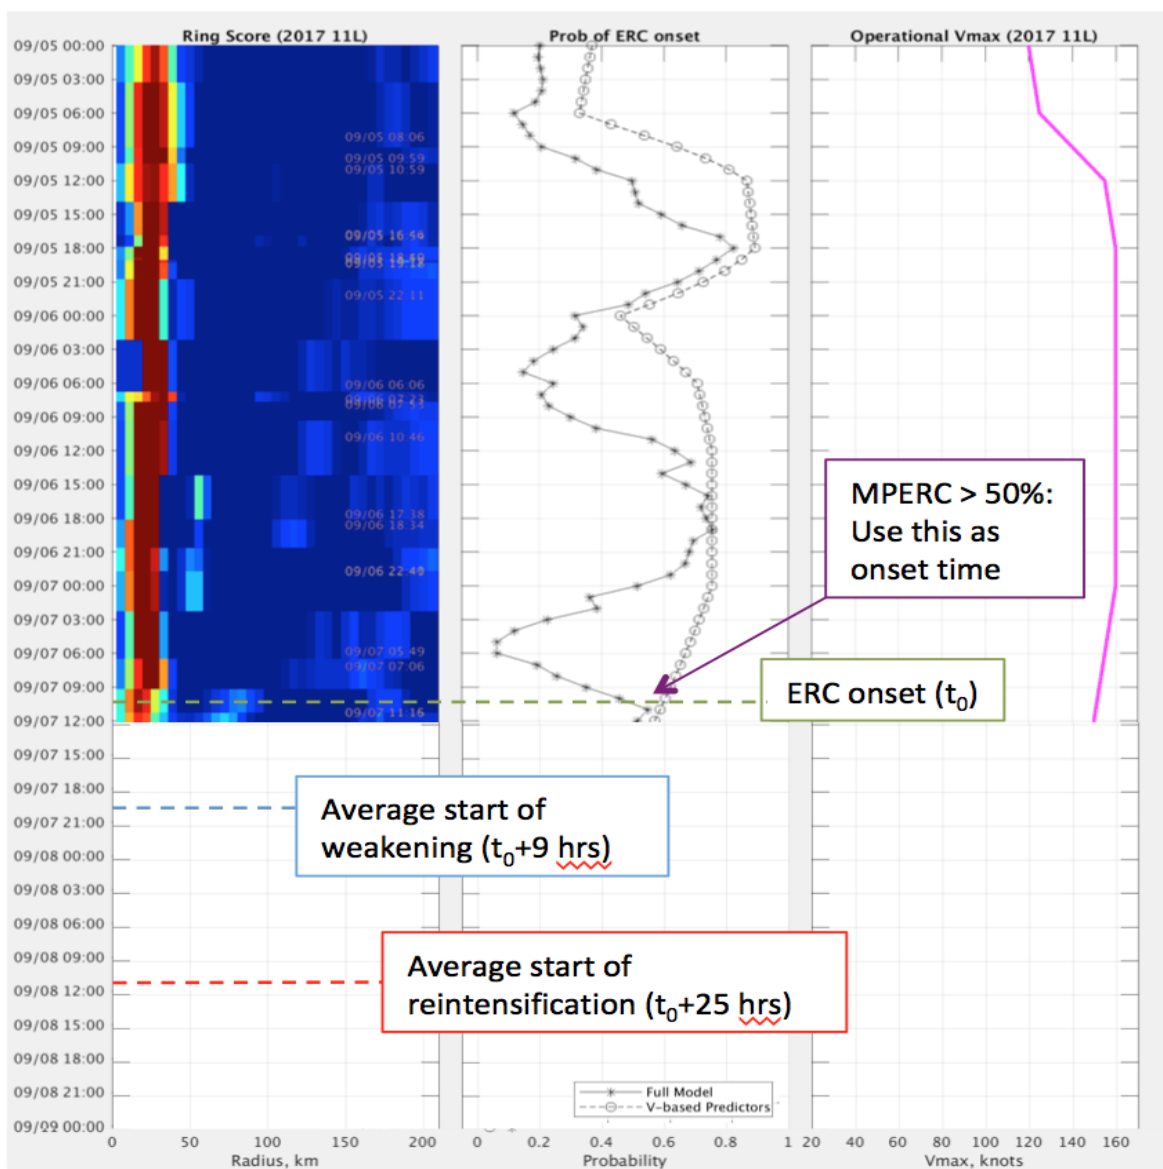 Ring Score (2017 11L)
Prob of ERC onset
Operational Vmax (2017 11L)
09/05 00:00
09/05 03:00
09/05 06:00
09/05 09:00
09/05 12:00
09/05 15:00
09/05 18:00
09/05 21:00
09/06 00:00
09/06 03:00
09/06 06:00
09/06 09:00
09/06 12:00
09/06 15:00
09/06 18:00
09/06 21:00
09/07 00:00
09/07 03:00
09/07 06:00
09/07 09:00
09/07 12:00
09/07 15:00
09/07 18:00
09/07 21:00
09/08 00:00
09/08 03:00
09/08 06:00
09/08 09:00
09/08 12:00
09/08 15:00
09/08 18:00
09/08 21:00
00:00
09/05 08:06
09/05 09:59
09/05 10:59
09/05 22:11
09/06 06:06
09/06 10:46
09/06 17:38
09/06 18:34
09/06
09/07 05:49
09/07 07:06
09/07 11:16
MPERC > 50%:
Use this as
onset time
ERC onset (t0)
Average start of
weakening (t0+9 hrs)
Average start of
reintensification (t0+25 hrs)
Full Model
V-based Predictors
0 50 100 150 200
0 0.2 0.4 0.6 0.8 1
20 40 60 80 100 120 140 160
Radius, km
Probability
Vmax, knots